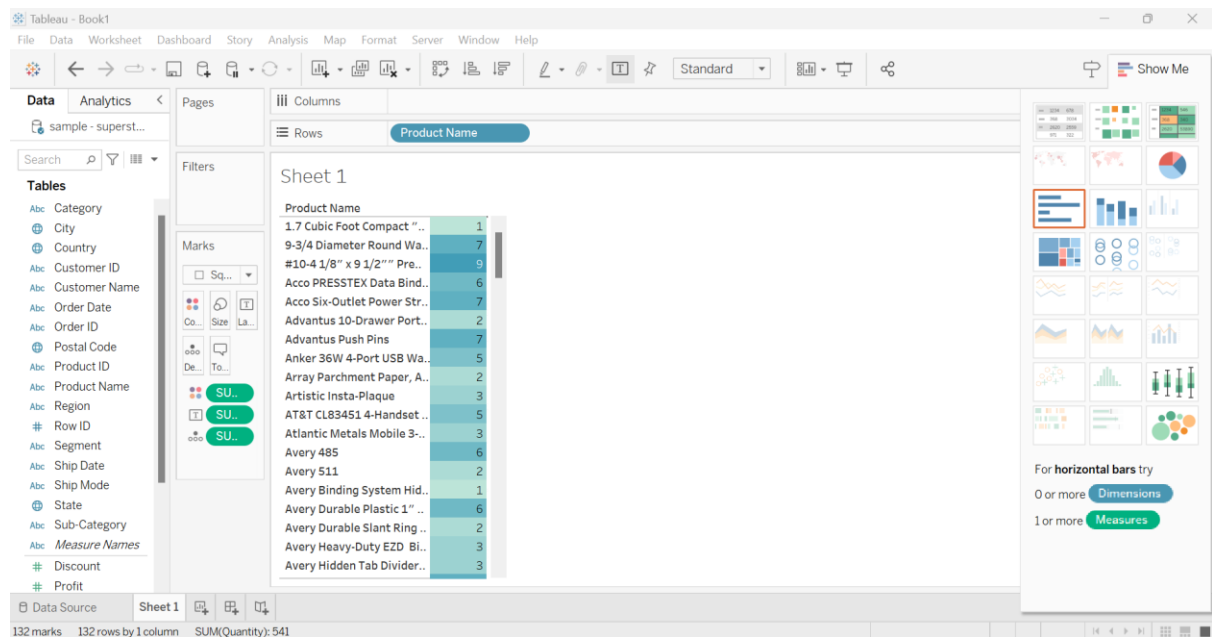 Tableau - Book1
File Data Worksheet Dashboard Story Analysis Map Format Server Window Help
Standard
Show Me
Data Analytics
sample - superst...
Search
Tables
Abc Category
City
Country
Abc Customer ID
Abc Customer Name
Abc Order Date
Abc Order ID
Postal Code
Abc Product ID
Abc Product Name
Abc Region
# Row ID
Abc Segment
Abc Ship Date
Abc Ship Mode
State
Abc Sub-Category
Abc Measure Names
# Discount
# Profit
Pages
Filters
Marks
Sq...
Co... Size La...
De... To...
SU..
SU..
SU..
Columns
Rows Product Name
Sheet 1
Product Name
1.7 Cubic Foot Compact ".. 1
9-3/4 Diameter Round Wa.. 7
#10-4 1/8" x 9 1/2"" Pre.. 9
Acco PRESSTEX Data Bind.. 6
Acco Six-Outlet Power Str.. 7
Advantus 10-Drawer Port.. 2
Advantus Push Pins 7
Anker 36W 4-Port USB Wa.. 5
Array Parchment Paper, A.. 2
Artistic Insta-Plaque 3
AT&T CL83451 4-Handset .. 5
Atlantic Metals Mobile 3-.. 3
Avery 485 6
Avery 511 2
Avery Binding System Hid.. 1
Avery Durable Plastic 1" .. 6
Avery Durable Slant Ring .. 2
Avery Heavy-Duty EZD Bi.. 3
Avery Hidden Tab Divider.. 3
For horizontal bars try
0 or more Dimensions
1 or more Measures
Data Source Sheet 1
132 marks 132 rows by 1 column SUM(Quantity): 541